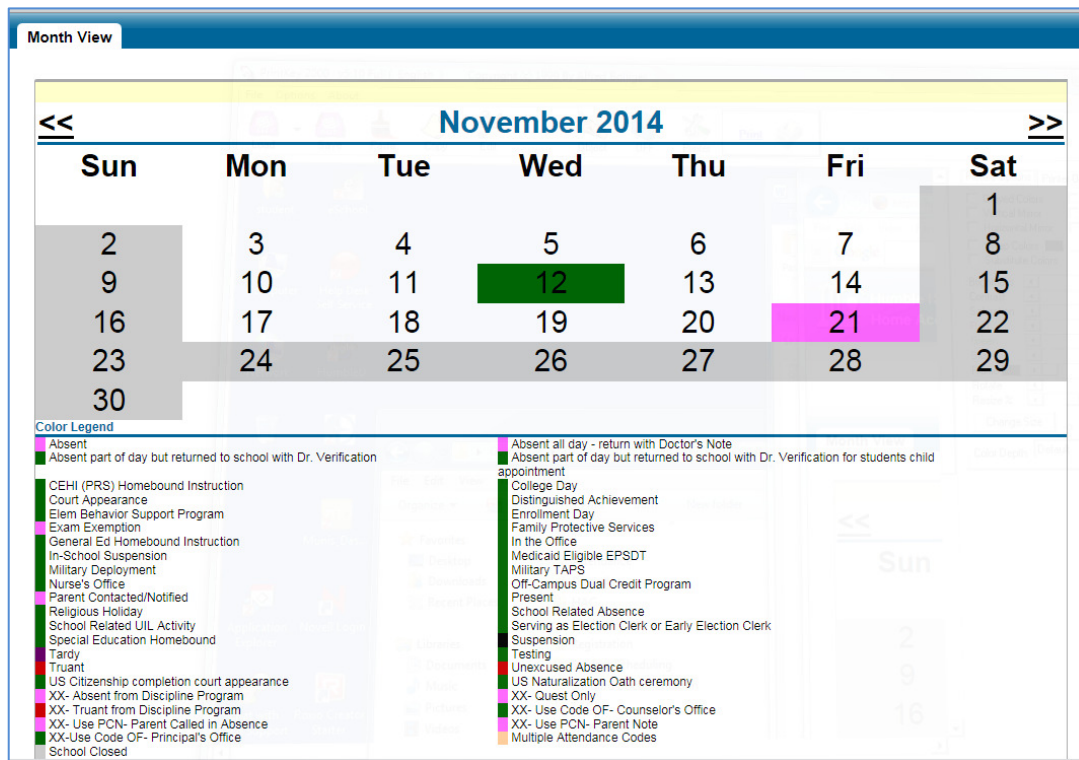 Month View
<< November 2014 >>
Sun Mon Tue Wed Thu Fri Sat
1
2 3 4 5 6 7 8
9 10 11 12 13 14 15
16 17 18 19 20 21 22
23 24 25 26 27 28 29
30
Color Legend
Absent Absent all day - return with Doctor's Note
Absent part of day but returned to school with Dr. Verification Absent part of day but returned to school with Dr. Verification for students child
appointment
CEHI (PRS) Homebound Instruction College Day
Court Appearance Distinguished Achievement
Elem Behavior Support Program Enrollment Day
Exam Exemption Family Protective Services
General Ed Homebound Instruction In the Office
In-School Suspension Medicaid Eligible EPSDT
Military Deployment Military TAPS
Nurse's Office Off-Campus Dual Credit Program
Parent Contacted/Notified Present
Religious Holiday School Related Absence
School Related UIL Activity Serving as Election Clerk or Early Election Clerk
Special Education Homebound Suspension
Tardy Testing
Truant Unexcused Absence
US Citizenship completion court appearance US Naturalization Oath ceremony
XX- Absent from Discipline Program XX- Quest Only
XX- Truant from Discipline Program XX- Use Code OF- Counselor's Office
XX- Use PCN- Parent Called in Absence XX- Use PCN- Parent Note
XX-Use Code OF- Principal's Office Multiple Attendance Codes
School Closed
<<
Sun
2
9
16